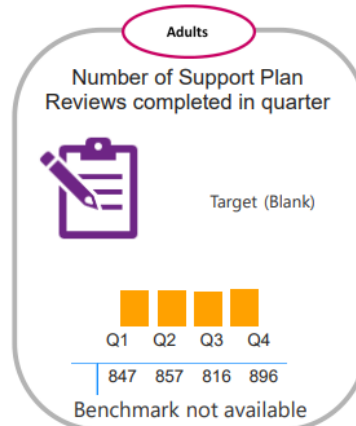 Adults
Number of Support Plan
Reviews completed in quarter
Target (Blank)
Q1 Q2 Q3 Q4
847 857 816 896
Benchmark not available